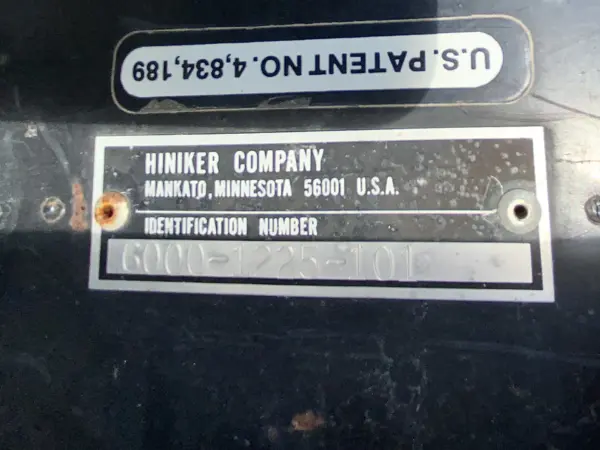 U.S. PATENT NO. 4,834,189
HINIKER COMPANY
MANKATO, MINNESOTA 56001 U.S.A.
IDENTIFICATION NUMBER
6000-1225-101